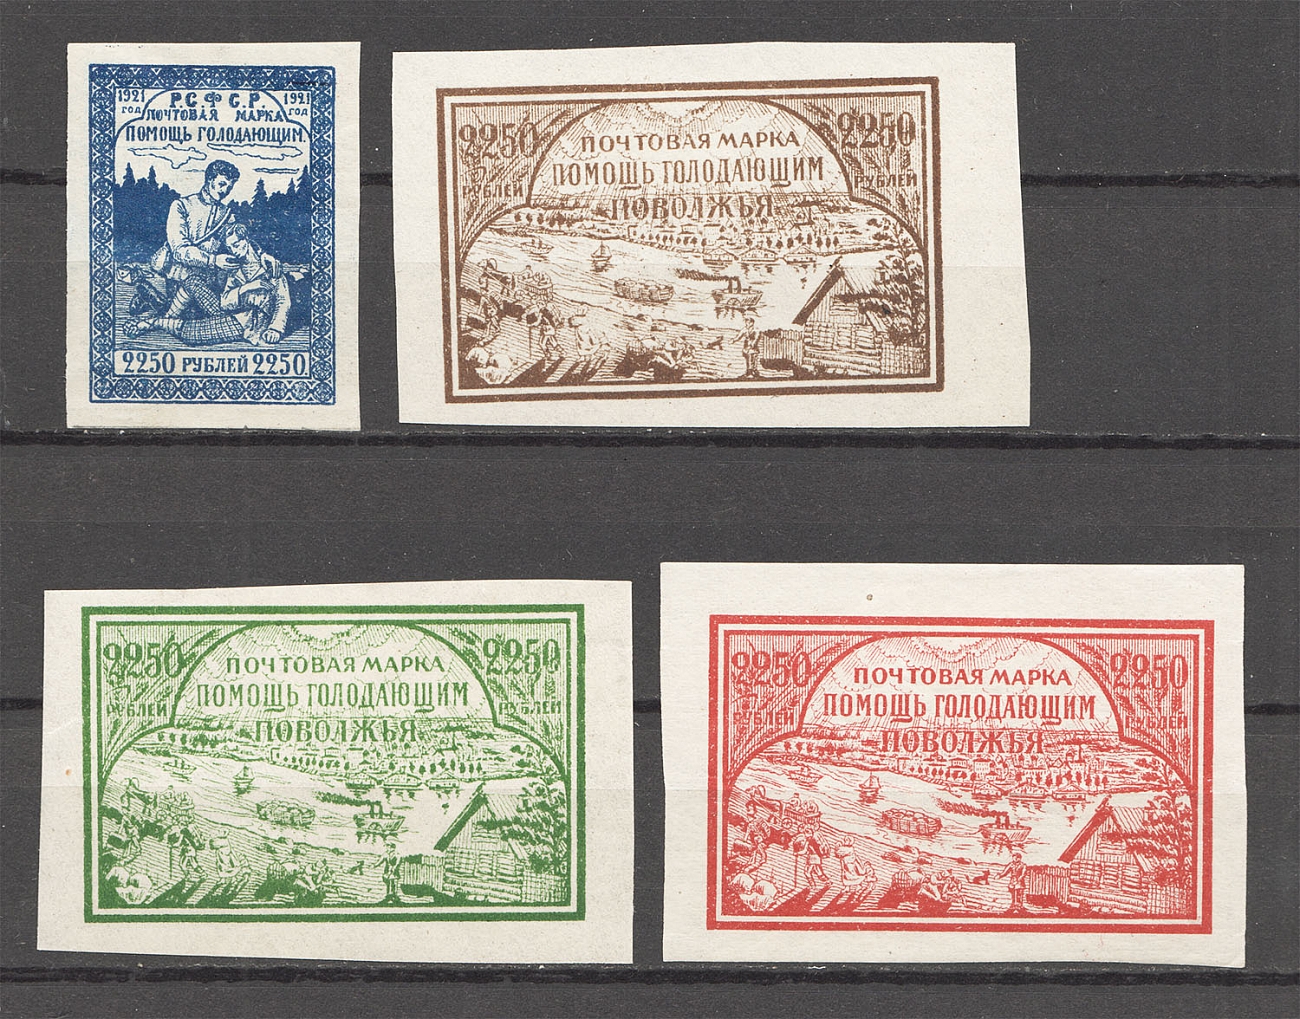 1921 Р.С.Ф.С.Р. 1921
ГОД ПОЧТОВАЯ МАРКА ГОД
ПОМОЩЬ ГОЛОДАЮЩИМ.
2250 РУБЛЕЙ 2250.
2250 ПОЧТОВАЯ МАРКА 2250
ПОМОЩЬ ГОЛОДАЮЩИМ
РУБЛЕЙ ПОВОЛЖЬЯ РУБЛЕЙ
2250 ПОЧТОВАЯ МАРКА 2250
ПОМОЩЬ ГОЛОДАЮЩИМ
РУБЛЕЙ ПОВОЛЖЬЯ РУБЛЕЙ
2250 ПОЧТОВАЯ МАРКА 2250
ПОМОЩЬ ГОЛОДАЮЩИМ
РУБЛЕЙ ПОВОЛЖЬЯ РУБЛЕЙ